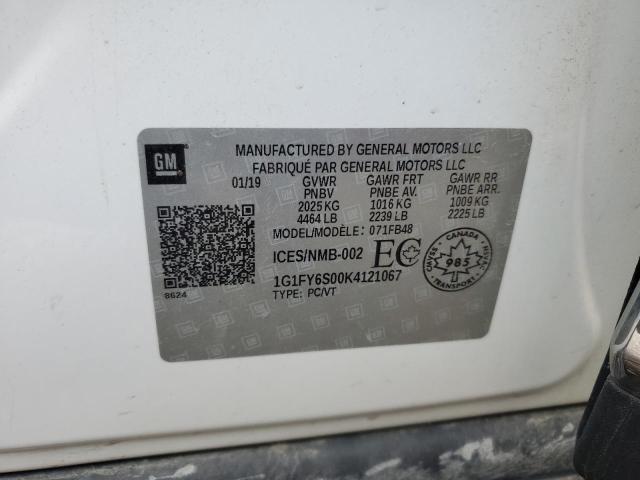 GM
MANUFACTURED BY GENERAL MOTORS LLC
FABRIQUÉ PAR GENERAL MOTORS LLC
01/19 GVWR GAWR FRT GAWR RR
PNBV PNBE AV. PNBE ARR.
2025 KG 1016 KG 1009 KG
4464 LB 2239 LB 2225 LB
MODEL/MODÈLE: 071FB48
ICES/NMB-002 EC
1G1FY6S00K4121067
TYPE: PC/VT
8624
CANADA
CMVSS 985 NSVAC
TRANSPORT